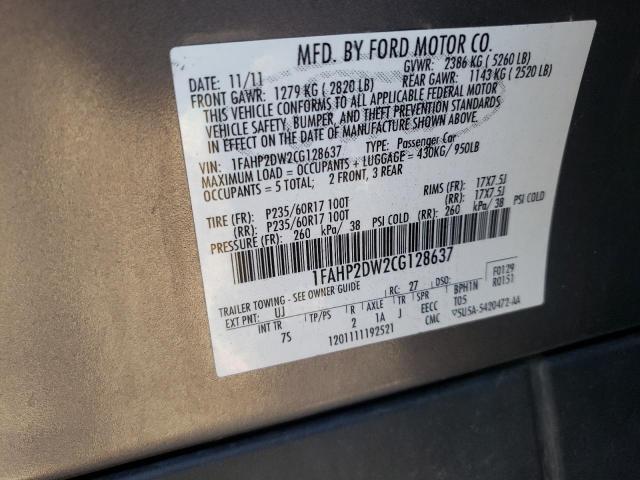 MFD. BY FORD MOTOR CO.
DATE: 11/11 GVWR: 2386 KG ( 5260 LB)
FRONT GAWR: 1279 KG ( 2820 LB) REAR GAWR: 1143 KG ( 2520 LB)
THIS VEHICLE CONFORMS TO ALL APPLICABLE FEDERAL MOTOR
VEHICLE SAFETY, BUMPER, AND THEFT PREVENTION STANDARDS
IN EFFECT ON THE DATE OF MANUFACTURE SHOWN ABOVE.
VIN: 1FAHP2DW2CG128637 TYPE: Passenger Car
MAXIMUM LOAD = OCCUPANTS + LUGGAGE = 430KG/ 950LB
OCCUPANTS = 5 TOTAL; 2 FRONT, 3 REAR
TIRE (FR): P235/60R17 100T RIMS (FR): 17X7.5J
(RR): P235/60R17 100T (RR): 17X7.5J
PRESSURE (FR): 260 kPa/ 38 PSI COLD (RR): 260 kPa/ 38 PSI COLD
1FAHP2DW2CG128637
F0129
TRAILER TOWING - SEE OWNER GUIDE RC: 27 DSO: R0151
EXT PNT: UJ BPH1N
INT TR TP/PS R AXLE TR SPR T05
7S 2 1A J EECC 5U5A-5420472-AA
1201111192521 CMC